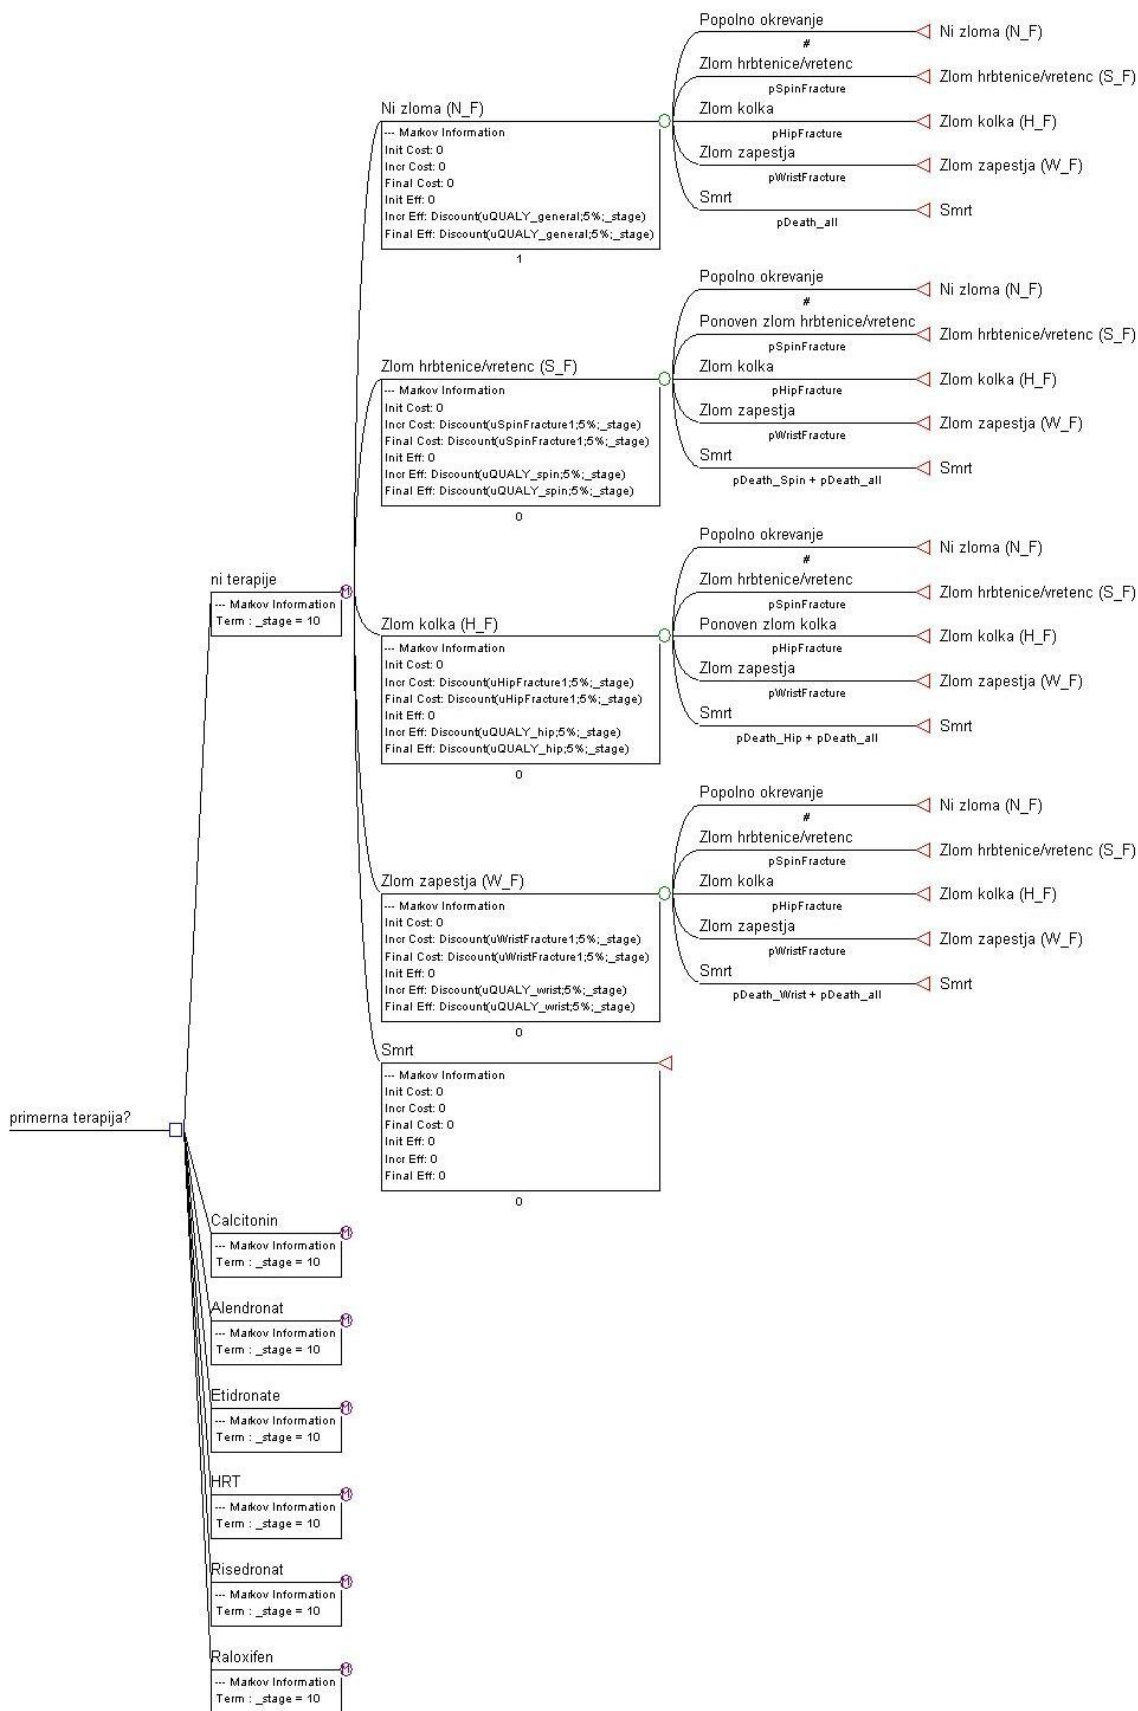 primerna terapija?
ni terapije
--- Markov Information
Term : _stage = 10
Ni zloma (N_F)
--- Markov Information
Init Cost: 0
Incr Cost: 0
Final Cost: 0
Init Eff: 0
Incr Eff: Discount(uQUALY_general;5%;_stage)
Final Eff: Discount(uQUALY_general;5%;_stage)
1
Popolno okrevanje
#
Ni zloma (N_F)
Zlom hrbtenice/vretenc
pSpinFracture
Zlom hrbtenice/vretenc (S_F)
Zlom kolka
pHipFracture
Zlom kolka (H_F)
Zlom zapestja
pWristFracture
Zlom zapestja (W_F)
Smrt
pDeath_all
Smrt
Zlom hrbtenice/vretenc (S_F)
--- Markov Information
Init Cost: 0
Incr Cost: Discount(uSpinFracture1;5%;_stage)
Final Cost: Discount(uSpinFracture1;5%;_stage)
Init Eff: 0
Incr Eff: Discount(uQUALY_spin;5%;_stage)
Final Eff: Discount(uQUALY_spin;5%;_stage)
0
Popolno okrevanje
#
Ni zloma (N_F)
Ponoven zlom hrbtenice/vretenc
pSpinFracture
Zlom hrbtenice/vretenc (S_F)
Zlom kolka
pHipFracture
Zlom kolka (H_F)
Zlom zapestja
pWristFracture
Zlom zapestja (W_F)
Smrt
pDeath_Spin + pDeath_all
Smrt
Zlom kolka (H_F)
--- Markov Information
Init Cost: 0
Incr Cost: Discount(uHipFracture1;5%;_stage)
Final Cost: Discount(uHipFracture1;5%;_stage)
Init Eff: 0
Incr Eff: Discount(uQUALY_hip;5%;_stage)
Final Eff: Discount(uQUALY_hip;5%;_stage)
0
Popolno okrevanje
#
Ni zloma (N_F)
Zlom hrbtenice/vretenc
pSpinFracture
Zlom hrbtenice/vretenc (S_F)
Ponoven zlom kolka
pHipFracture
Zlom kolka (H_F)
Zlom zapestja
pWristFracture
Zlom zapestja (W_F)
Smrt
pDeath_Hip + pDeath_all
Smrt
Zlom zapestja (W_F)
--- Markov Information
Init Cost: 0
Incr Cost: Discount(uWristFracture1;5%;_stage)
Final Cost: Discount(uWristFracture1;5%;_stage)
Init Eff: 0
Incr Eff: Discount(uQUALY_wrist;5%;_stage)
Final Eff: Discount(uQUALY_wrist;5%;_stage)
0
Popolno okrevanje
#
Ni zloma (N_F)
Zlom hrbtenice/vretenc
pSpinFracture
Zlom hrbtenice/vretenc (S_F)
Zlom kolka
pHipFracture
Zlom kolka (H_F)
Zlom zapestja
pWristFracture
Zlom zapestja (W_F)
Smrt
pDeath_Wrist + pDeath_all
Smrt
Smrt
--- Markov Information
Init Cost: 0
Incr Cost: 0
Final Cost: 0
Init Eff: 0
Incr Eff: 0
Final Eff: 0
0
Calcitonin
--- Markov Information
Term : _stage = 10
Alendronat
--- Markov Information
Term : _stage = 10
Etidronate
--- Markov Information
Term : _stage = 10
HRT
--- Markov Information
Term : _stage = 10
Risedronat
--- Markov Information
Term : _stage = 10
Raloxifen
--- Markov Information
Term : _stage = 10
M
M
M
M
M
M
M